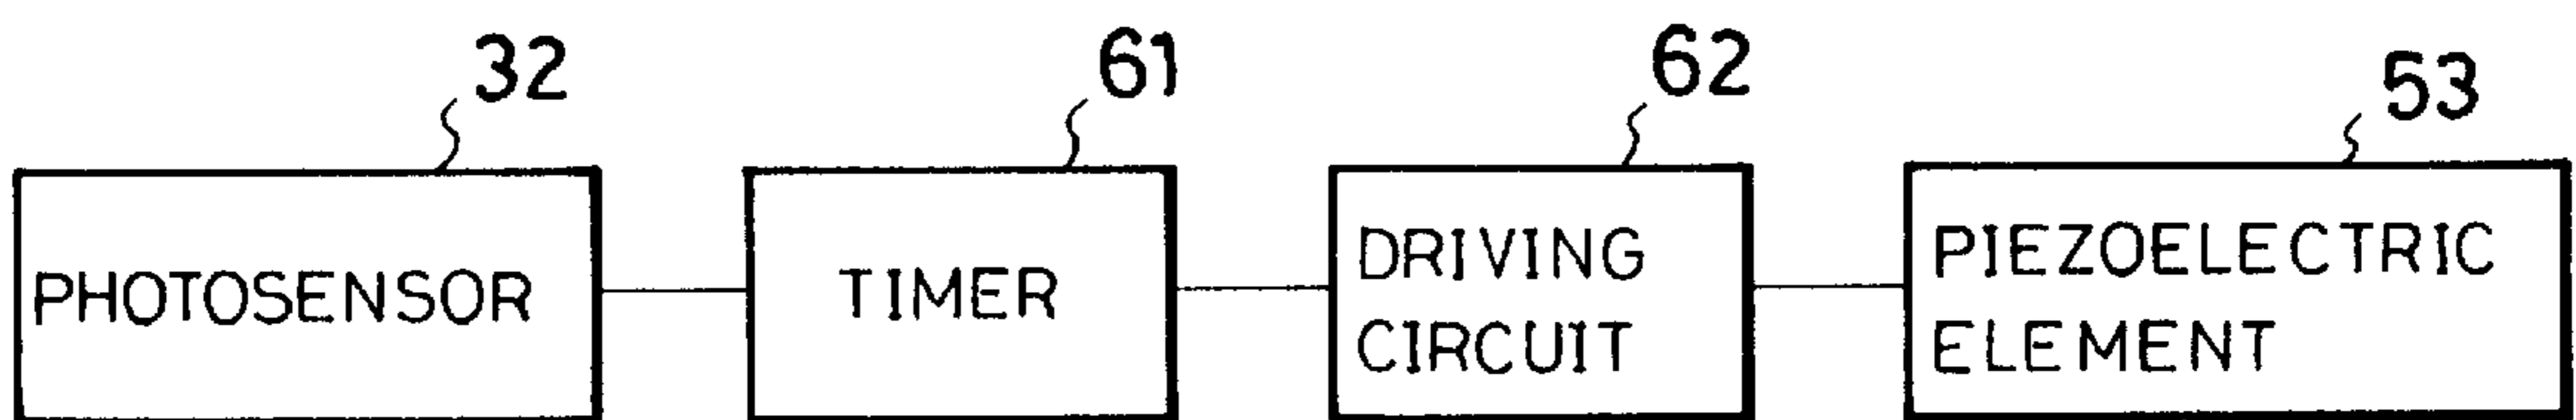 32
61
62
53
PHOTOSENSOR
TIMER
DRIVING
CIRCUIT
PIEZOELECTRIC
ELEMENT